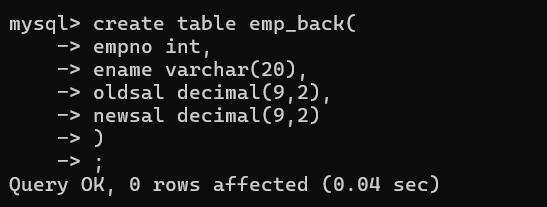 mysql> create table emp_back(
    -> empno int,
    -> ename varchar(20),
    -> oldsal decimal(9,2),
    -> newsal decimal(9,2)
    -> )
    -> ;
Query OK, 0 rows affected (0.04 sec)